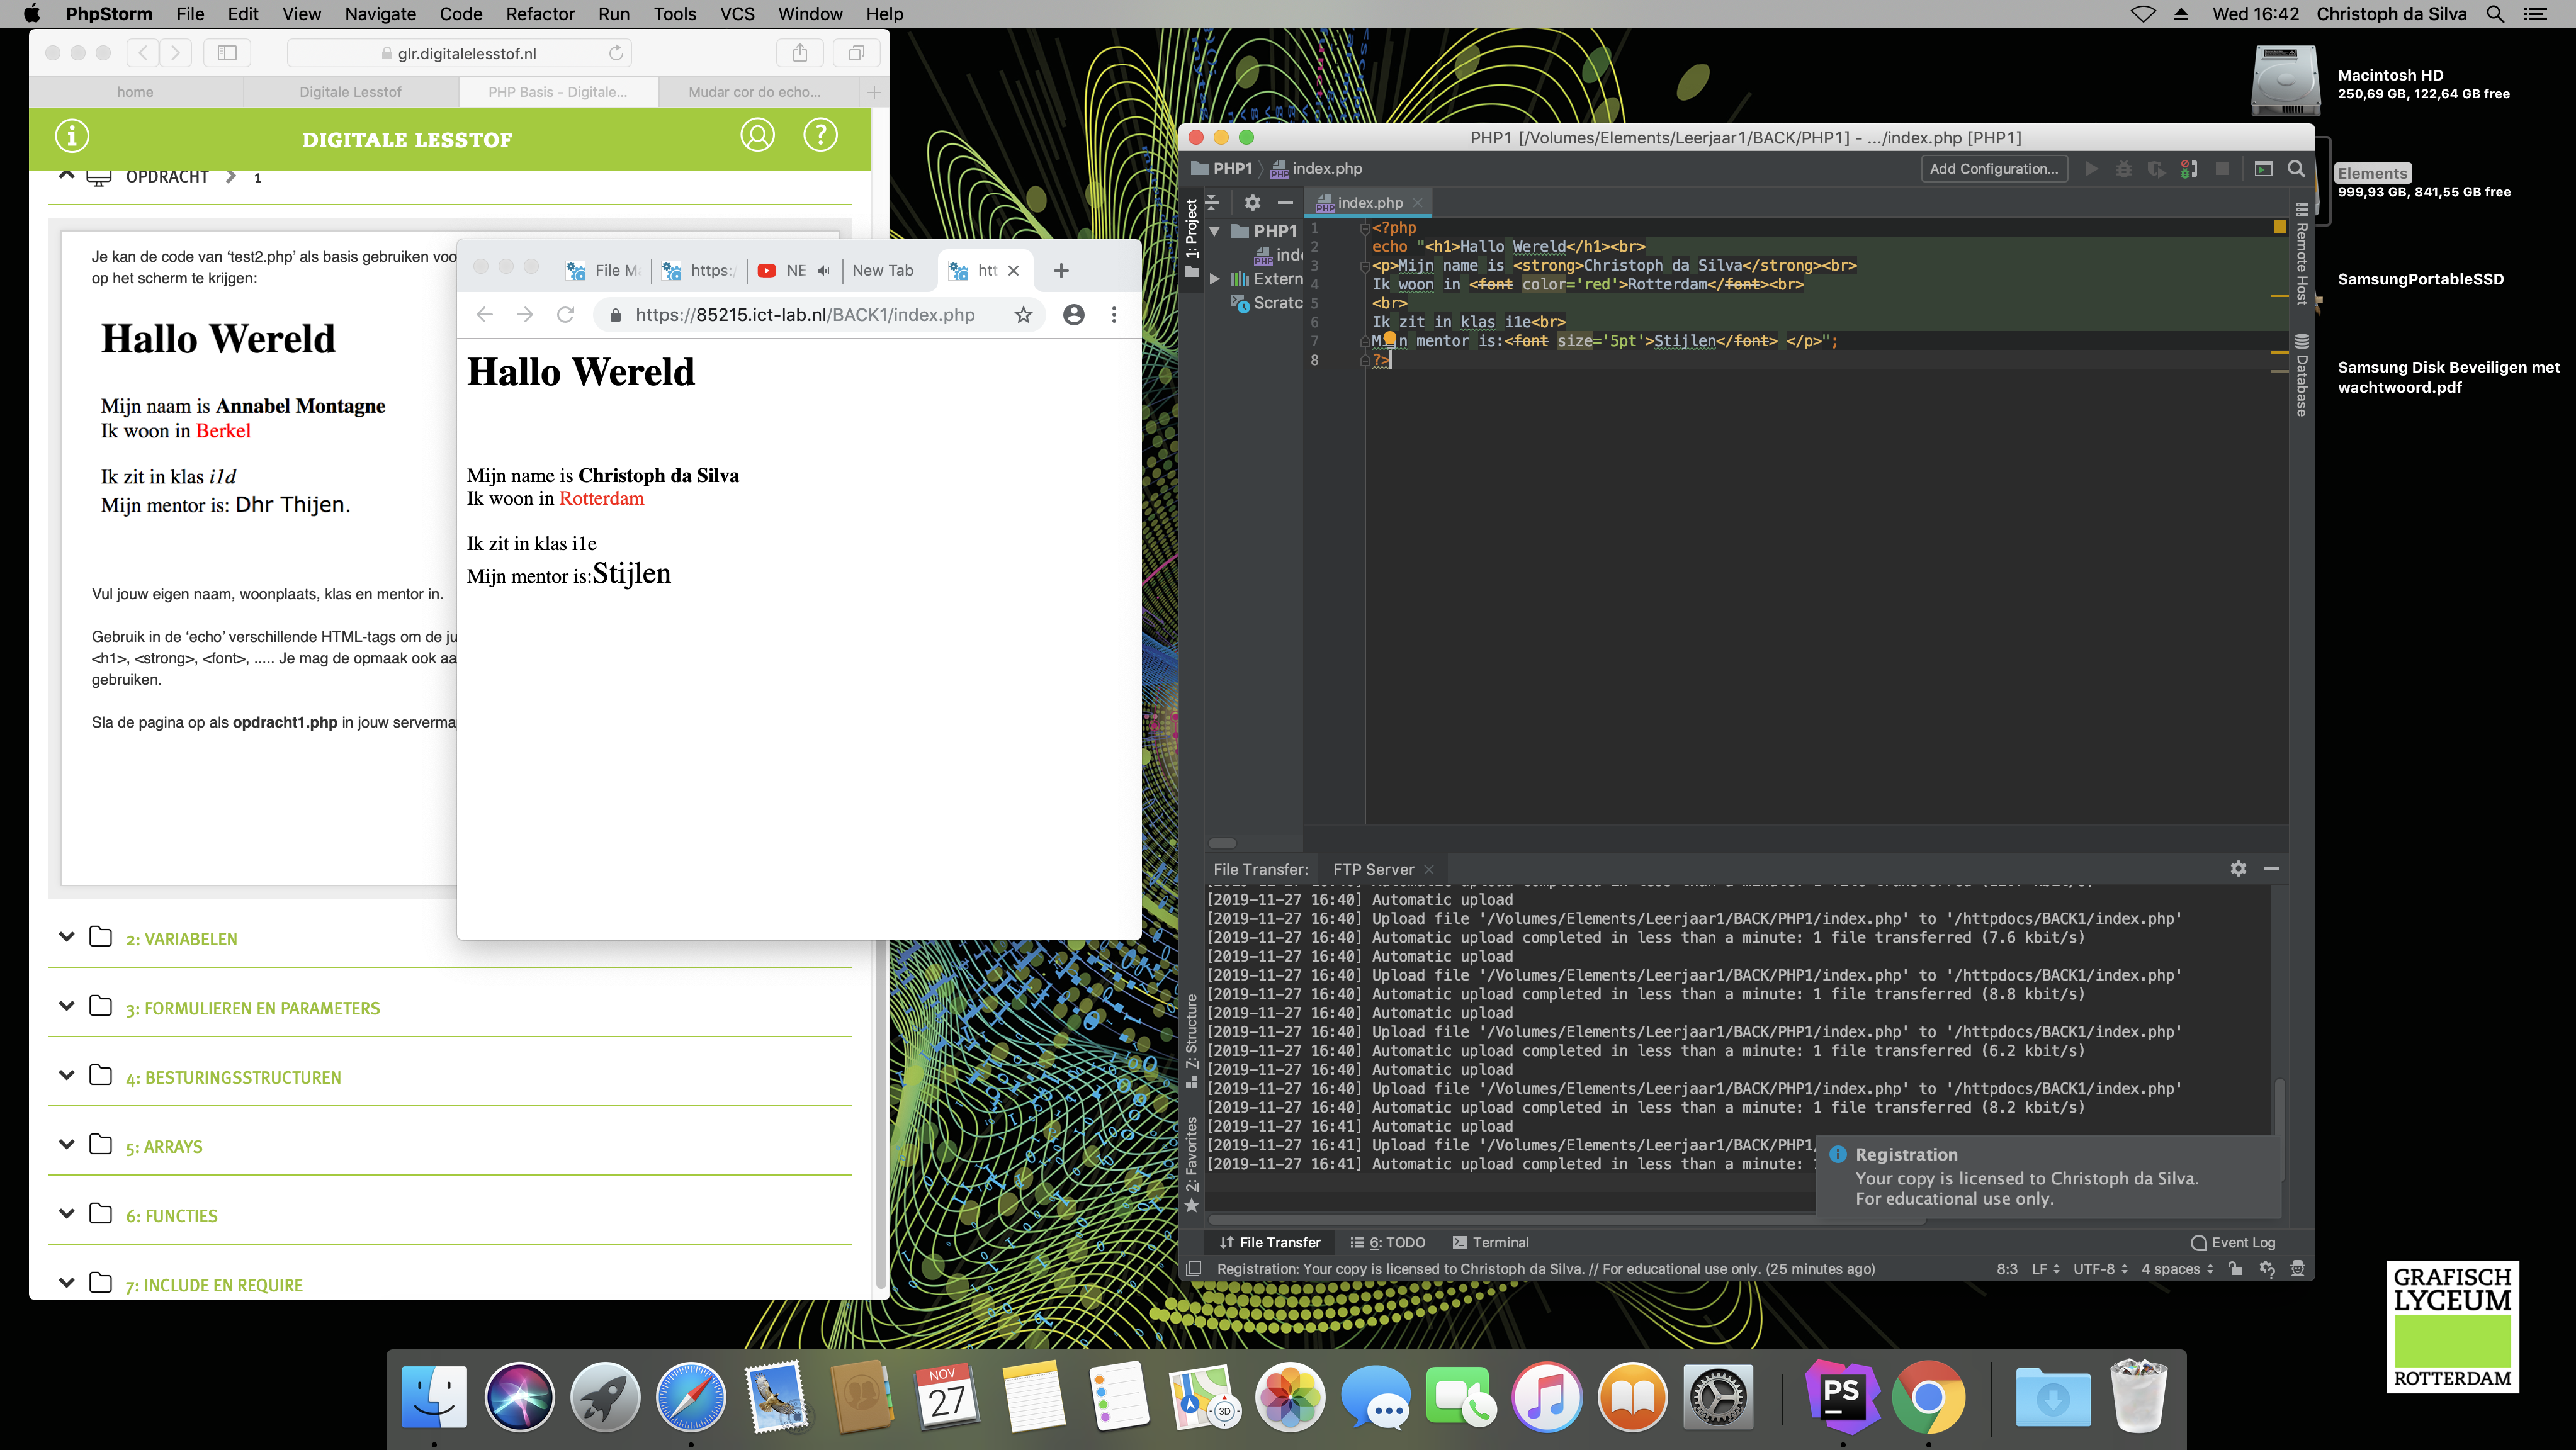 PhpStorm File Edit View Navigate Code Refactor Run Tools VCS Window Help
Wed 16:42 Christoph da Silva
glr.digitalelesstof.nl
home
Digitale Lesstof
PHP Basis - Digitale...
Mudar cor do echo...
DIGITALE LESSTOF
OPDRACHT > 1
Je kan de code van ‘test2.php’ als basis gebruiken voo
op het scherm te krijgen:
Hallo Wereld
Mijn naam is Annabel Montagne
Ik woon in Berkel
Ik zit in klas i1d
Mijn mentor is: Dhr Thijen.
Vul jouw eigen naam, woonplaats, klas en mentor in.
Gebruik in de ‘echo’ verschillende HTML-tags om de ju
<h1>, <strong>, <font>, ..... Je mag de opmaak ook aa
gebruiken.
Sla de pagina op als opdracht1.php in jouw serverma
2: VARIABELEN
3: FORMULIEREN EN PARAMETERS
4: BESTURINGSSTRUCTUREN
5: ARRAYS
6: FUNCTIES
7: INCLUDE EN REQUIRE
File M
https:/
NE
New Tab
htt
https://85215.ict-lab.nl/BACK1/index.php
Hallo Wereld
Mijn name is Christoph da Silva
Ik woon in Rotterdam
Ik zit in klas i1e
Mijn mentor is:Stijlen
PHP1 [/Volumes/Elements/Leerjaar1/BACK/PHP1] - .../index.php [PHP1]
PHP1 index.php
Add Configuration...
1: Project
index.php
PHP1
ind
Extern
Scratc
1 <?php
2 echo "<h1>Hallo Wereld</h1><br>
3 <p>Mijn name is <strong>Christoph da Silva</strong><br>
4 Ik woon in <font color='red'>Rotterdam</font><br>
5 <br>
6 Ik zit in klas i1e<br>
7 Mijn mentor is:<font size='5pt'>Stijlen</font> </p>";
8 ?>
Remote Host
Database
File Transfer: FTP Server
[2019-11-27 16:40] Automatic upload
[2019-11-27 16:40] Upload file '/Volumes/Elements/Leerjaar1/BACK/PHP1/index.php' to '/httpdocs/BACK1/index.php'
[2019-11-27 16:40] Automatic upload completed in less than a minute: 1 file transferred (7.6 kbit/s)
[2019-11-27 16:40] Automatic upload
[2019-11-27 16:40] Upload file '/Volumes/Elements/Leerjaar1/BACK/PHP1/index.php' to '/httpdocs/BACK1/index.php'
[2019-11-27 16:40] Automatic upload completed in less than a minute: 1 file transferred (8.8 kbit/s)
[2019-11-27 16:40] Automatic upload
[2019-11-27 16:40] Upload file '/Volumes/Elements/Leerjaar1/BACK/PHP1/index.php' to '/httpdocs/BACK1/index.php'
[2019-11-27 16:40] Automatic upload completed in less than a minute: 1 file transferred (6.2 kbit/s)
[2019-11-27 16:40] Automatic upload
[2019-11-27 16:40] Upload file '/Volumes/Elements/Leerjaar1/BACK/PHP1/index.php' to '/httpdocs/BACK1/index.php'
[2019-11-27 16:40] Automatic upload completed in less than a minute: 1 file transferred (8.2 kbit/s)
[2019-11-27 16:41] Automatic upload
[2019-11-27 16:41] Upload file '/Volumes/Elements/Leerjaar1/BACK/PHP1/
[2019-11-27 16:41] Automatic upload completed in less than a minute:
Registration
Your copy is licensed to Christoph da Silva.
For educational use only.
Z: Structure
2: Favorites
File Transfer 6: TODO Terminal Event Log
Registration: Your copy is licensed to Christoph da Silva. // For educational use only. (25 minutes ago) 8:3 LF UTF-8 4 spaces
Macintosh HD
250,69 GB, 122,64 GB free
Elements
999,93 GB, 841,55 GB free
SamsungPortableSSD
Samsung Disk Beveiligen met
wachtwoord.pdf
GRAFISCH
LYCEUM
ROTTERDAM
NOV
27
3D
PS